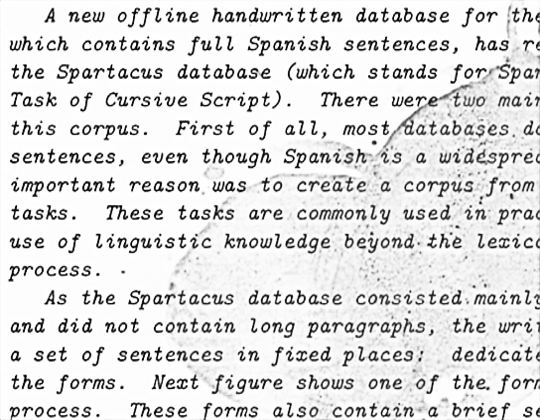 A new offline handwritten database for the
which contains full Spanish sentences, has re
the Spartacus database (which stands for Spar
Task of Cursive Script). There were two main
this corpus. First of all, most databases do
sentences, even though Spanish is a widespread
important reason was to create a corpus from
tasks. These tasks are commonly used in prac
use of linguistic knowledge beyond the lexico
process.
As the Spartacus database consisted mainly
and did not contain long paragraphs, the writ
a set of sentences in fixed places: dedicate
the forms. Next figure shows one of the form
process. These forms also contain a brief se